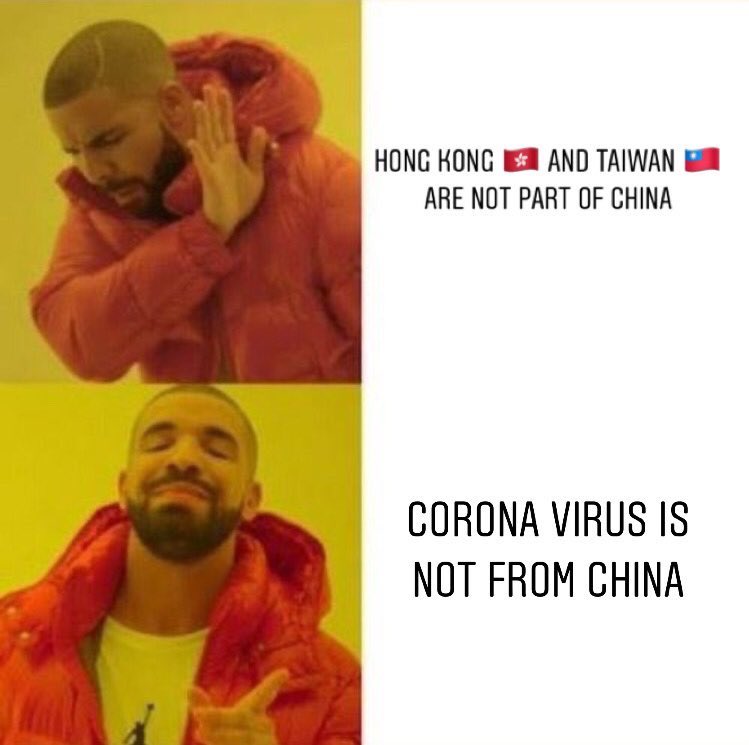 HONG KONG 🇭🇰 AND TAIWAN 🇹🇼
ARE NOT PART OF CHINA
CORONA VIRUS IS
NOT FROM CHINA